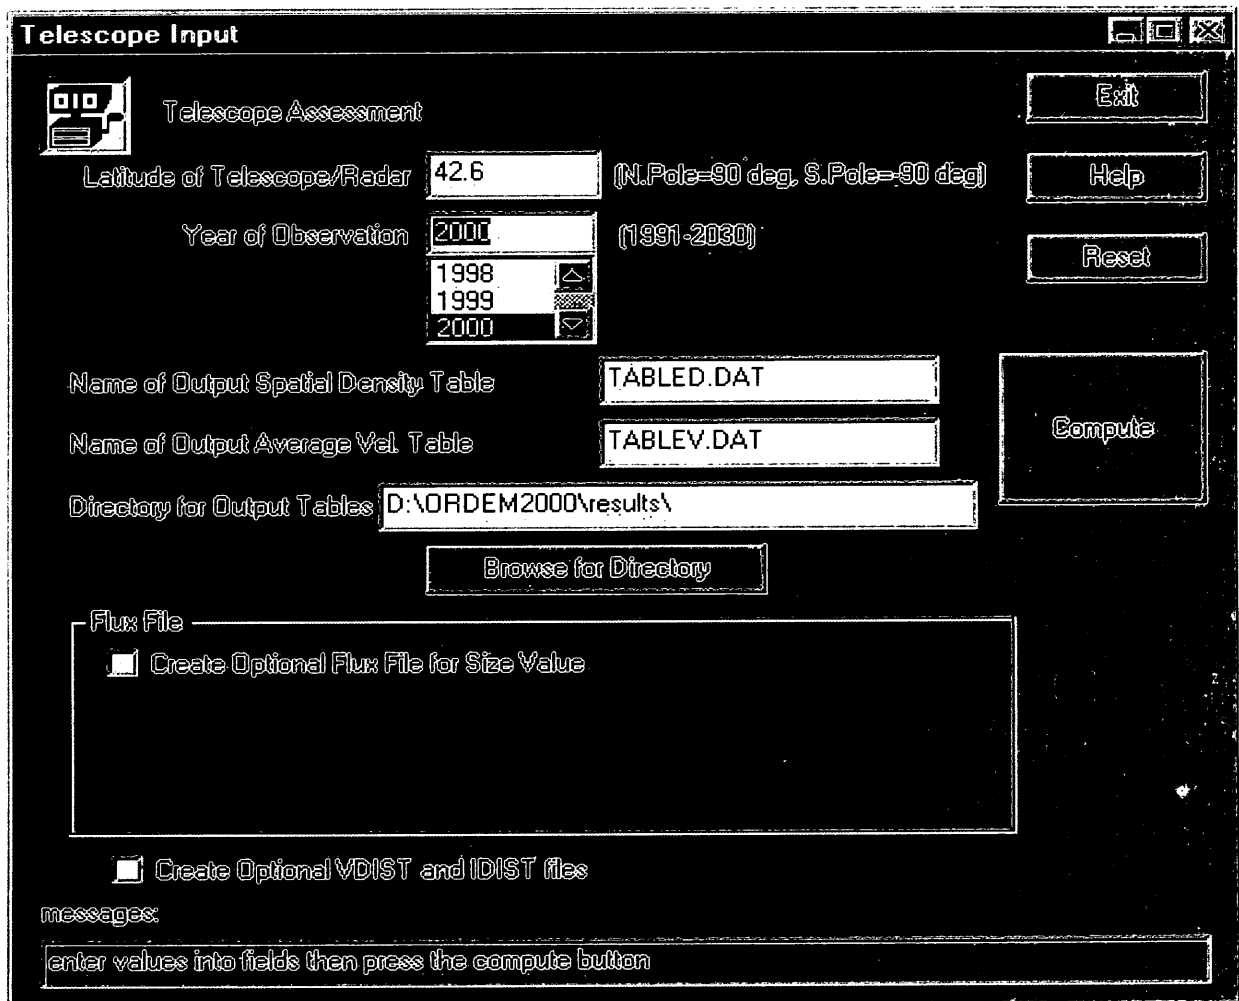 Telescope Input
Telescope Assessment
Exit
Latitude of Telescope/Radar 42.6 (N.Pole=90 deg, S.Pole=-90 deg)
Help
Year of Observation 2000 (1991-2030)
Reset
1998
1999
2000
Name of Output Spatial Density Table TABLED.DAT
Compute
Name of Output Average Vel. Table TABLEV.DAT
Directory for Output Tables D:\ORDEM2000\results\
Browse for Directory
Flux File
Create Optional Flux File for Size Value
Create Optional VDIST and IDIST files
messages:
enter values into fields then press the compute button